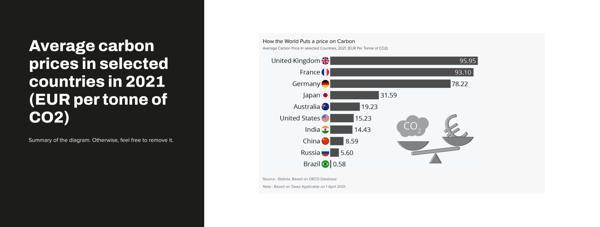 Average carbon
prices in selected
countries in 2021
(EUR per tonne of
CO2)
Summary of the diagram. Otherwise, feel free to remove it.
How the World Puts a price on Carbon
Average Carbon Price in selected Countries, 2021 (EUR Per Tonne of CO2)
United Kingdom 95.95
France 93.10
Germany 78.22
Japan 31.59
Australia 19.23
United States 15.23
India 14.43
China 8.59
Russia 5.60
Brazil 0.58
CO2
£
€
Source : Statista. Based on OECD Database
Note : Based on Taxes Applicable on 1 April 2021.